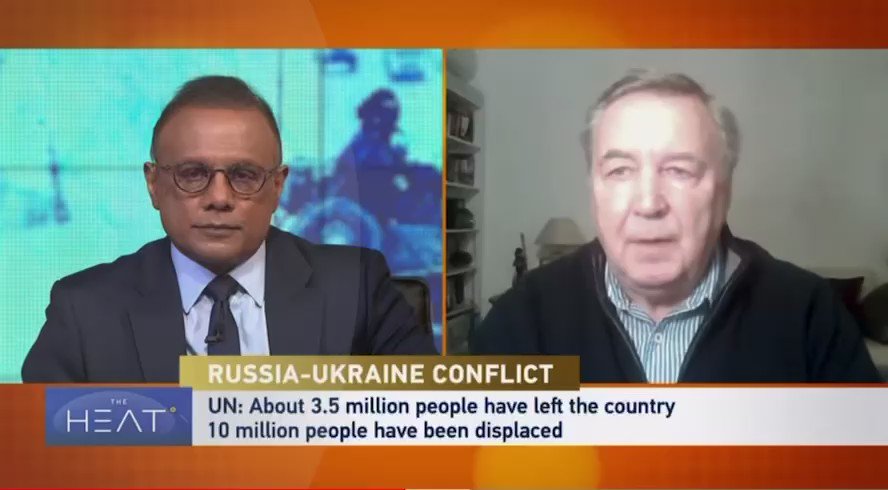 RUSSIA-UKRAINE CONFLICT
THE
HEAT
UN: About 3.5 million people have left the country
10 million people have been displaced